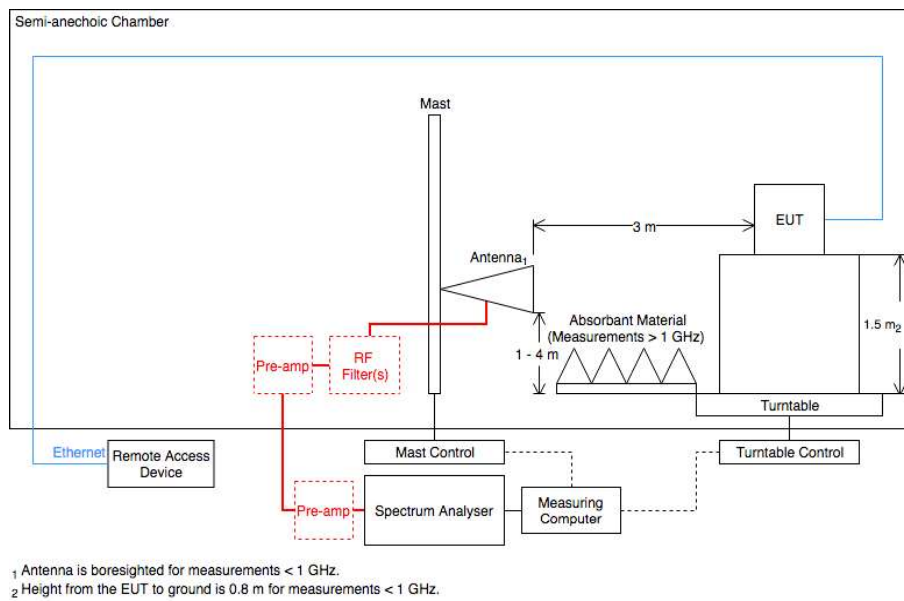 Semi-anechoic Chamber
Mast
EUT
3 m
Antenna1
Absorbant Material
(Measurements > 1 GHz)
1.5 m2
1 - 4 m
Pre-amp
RF
Filter(s)
Turntable
Ethernet
Remote Access
Device
Mast Control
Turntable Control
Pre-amp
Spectrum Analyser
Measuring
Computer
1 Antenna is boresighted for measurements < 1 GHz.
2 Height from the EUT to ground is 0.8 m for measurements < 1 GHz.